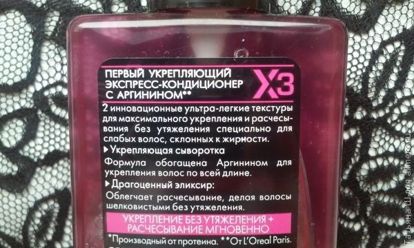 ПЕРВЫЙ УКРЕПЛЯЮЩИЙ
ЭКСПРЕСС-КОНДИЦИОНЕР
С АРГИНИНОМ**
X3
2 инновационные ультра-легкие текстуры
для максимального укрепления и расчесы-
вания без утяжеления специально для
слабых волос, склонных к жирности.
▸Укрепляющая сыворотка
Формула обогащена Аргинином для
укрепления волос по всей длине.
▸Драгоценный эликсир:
Облегчает расчесывание, делая волосы
шелковистыми без утяжеления.
УКРЕПЛЕНИЕ БЕЗ УТЯЖЕЛЕНИЯ +
РАСЧЕСЫВАНИЕ МГНОВЕННО
*Производный от протеина. **От L'Oreal Paris.